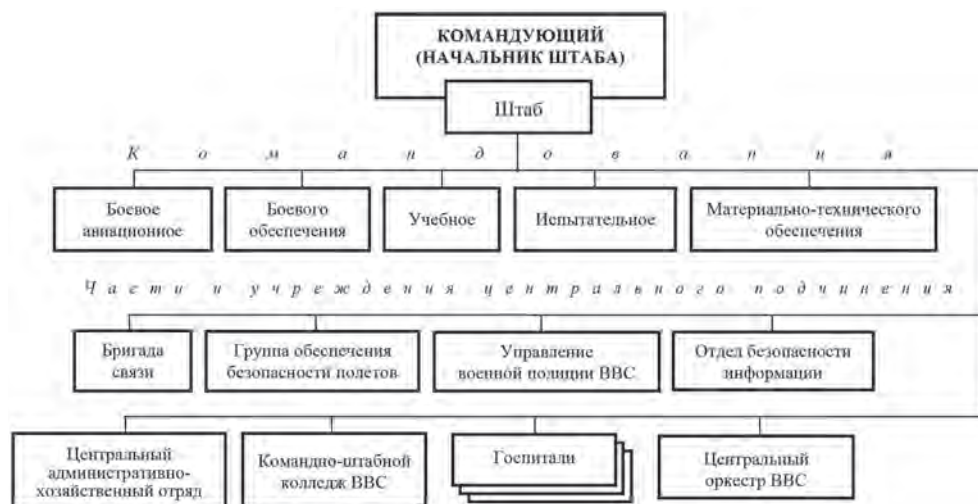 КОМАНДУЮЩИЙ
(НАЧАЛЬНИК ШТАБА)
Штаб
Командования
Боевое
авиационное
Боевого
обеспечения
Учебное
Испытательное
Материально-технического
обеспечения
Части и учреждения центрального подчинения
Бригада
связи
Группа обеспечения
безопасности полетов
Управление
военной полиции ВВС
Отдел безопасности
информации
Центральный
административно-
хозяйственный отряд
Командно-штабной
колледж ВВС
Госпитали
Центральный
оркестр ВВС